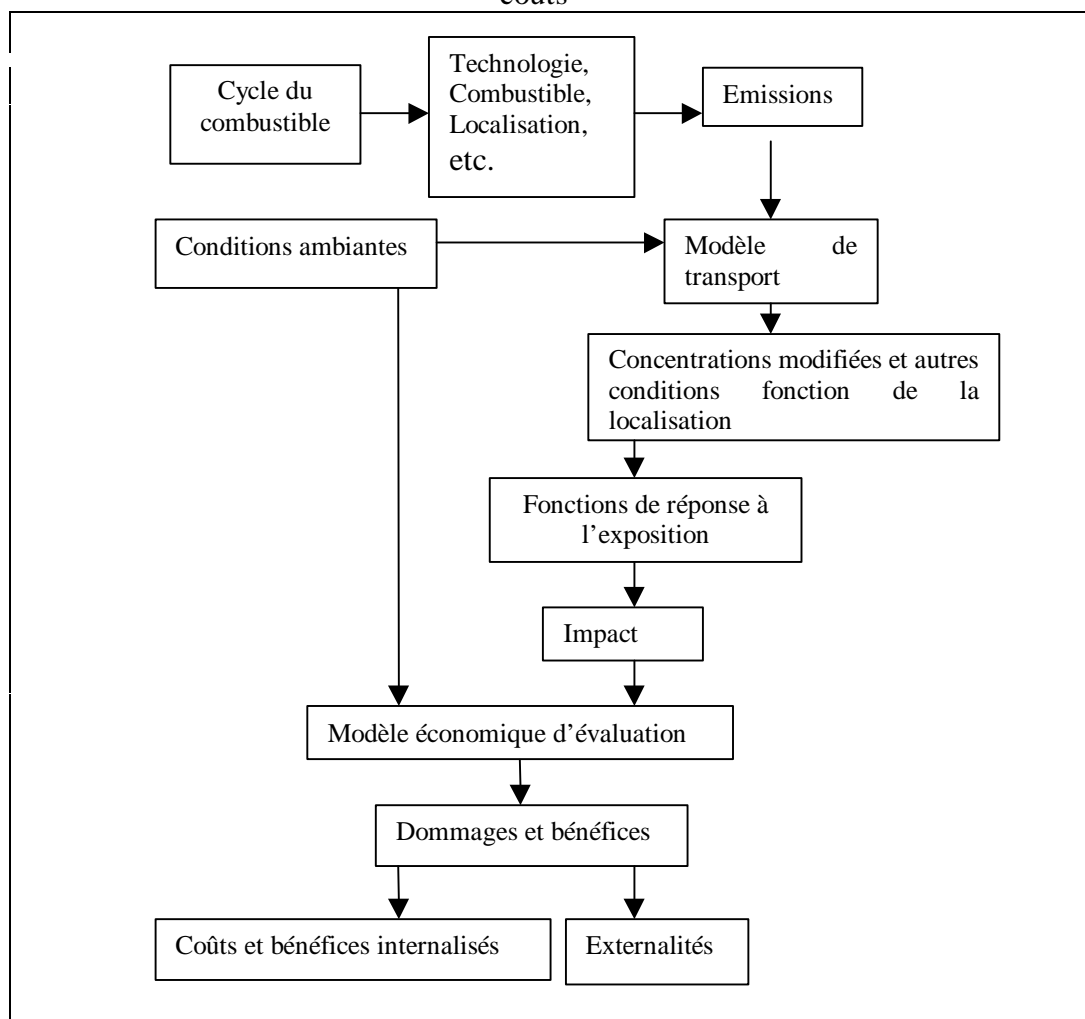 coûts
Cycle du
combustible
Technologie,
Combustible,
Localisation,
etc.
Emissions
Conditions ambiantes
Modèle de
transport
Concentrations modifiées et autres
conditions fonction de la
localisation
Fonctions de réponse à
l’exposition
Impact
Modèle économique d’évaluation
Dommages et bénéfices
Coûts et bénéfices internalisés
Externalités